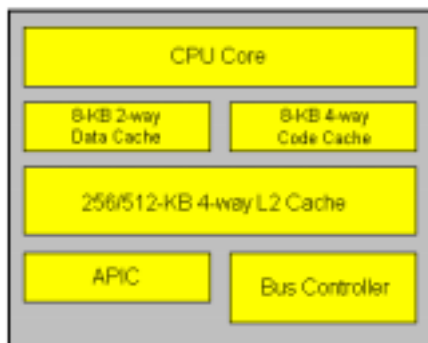 CPU Core
8-KB 2-way
Data Cache
8-KB 4-way
Code Cache
256/512-KB 4-way L2 Cache
APIC
Bus Controller